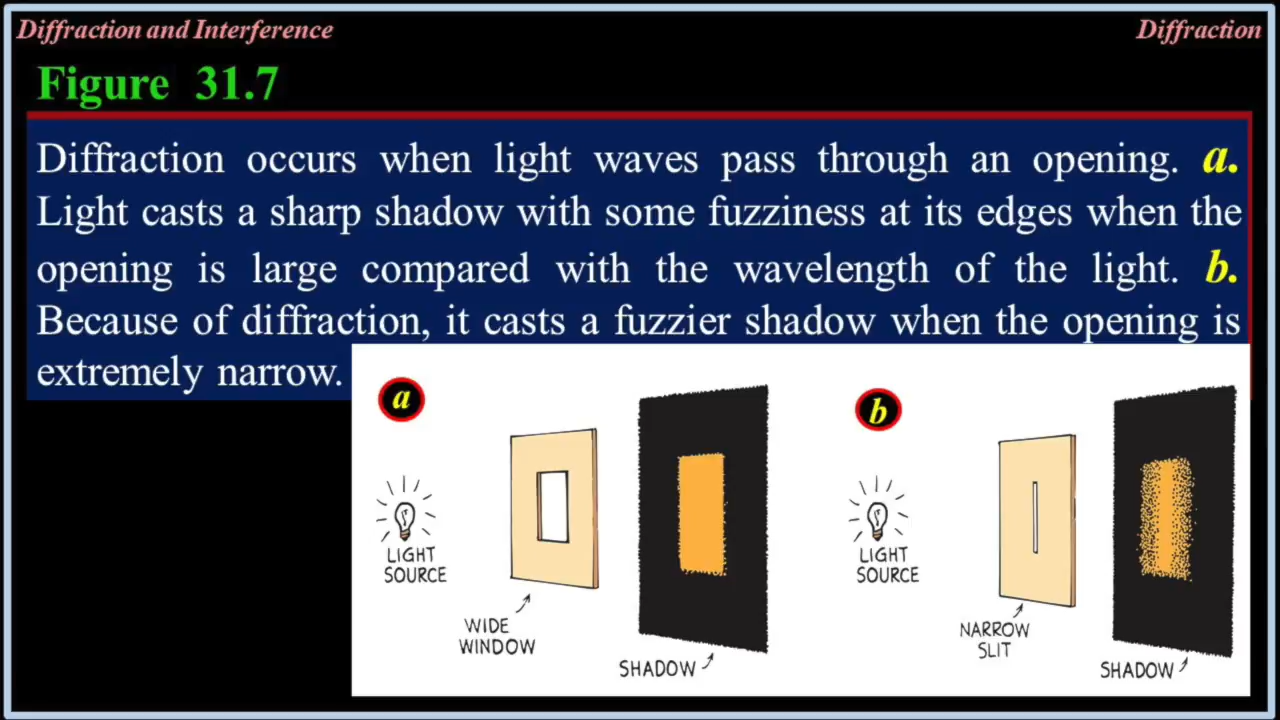 Diffraction and Interference
Diffraction
Figure 31.7
Diffraction occurs when light waves pass through an opening. a.
Light casts a sharp shadow with some fuzziness at its edges when the
opening is large compared with the wavelength of the light. b.
Because of diffraction, it casts a fuzzier shadow when the opening is
extremely narrow.
a
LIGHT
SOURCE
WIDE
WINDOW
SHADOW
b
LIGHT
SOURCE
NARROW
SLIT
SHADOW